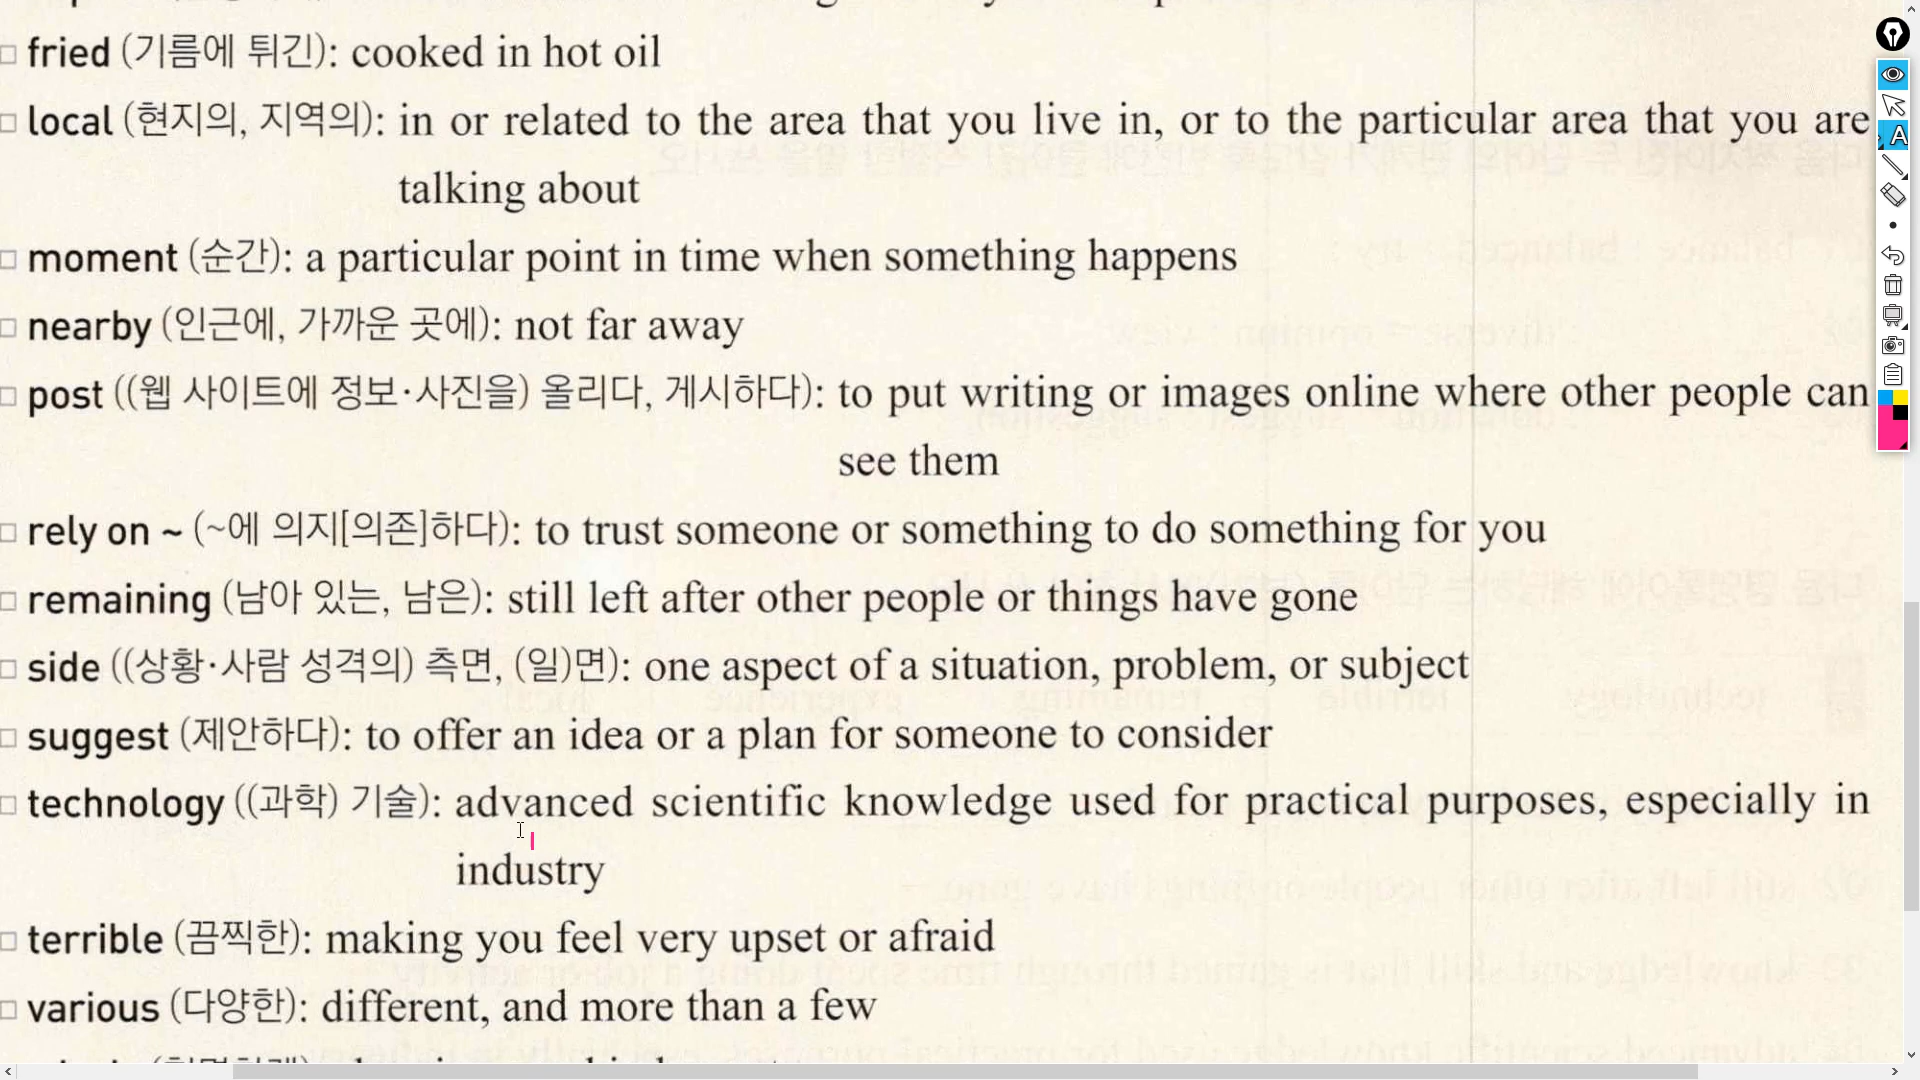 fried (기름에 튀긴): cooked in hot oil
local (현지의, 지역의): in or related to the area that you live in, or to the particular area that you are
talking about
moment (순간): a particular point in time when something happens
nearby (인근에, 가까운 곳에): not far away
post ((웹 사이트에 정보·사진을) 올리다, 게시하다): to put writing or images online where other people can
see them
rely on ~ (~에 의지[의존]하다): to trust someone or something to do something for you
remaining (남아 있는, 남은): still left after other people or things have gone
side ((상황·사람 성격의) 측면, (일)면): one aspect of a situation, problem, or subject
suggest (제안하다): to offer an idea or a plan for someone to consider
technology ((과학) 기술): advanced scientific knowledge used for practical purposes, especially in
industry
terrible (끔찍한): making you feel very upset or afraid
various (다양한): different, and more than a few